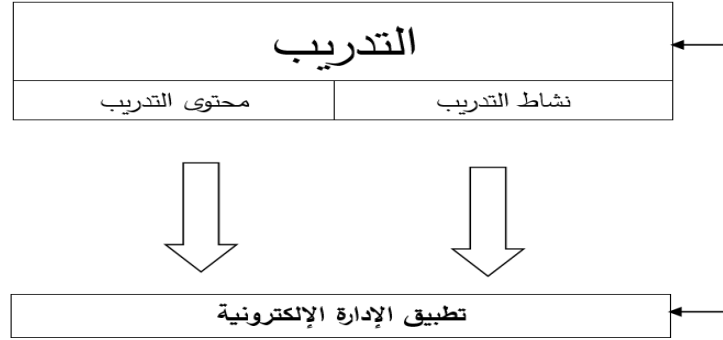 التدريب
نشاط التدريب
محتوى التدريب
تطبيق الإدارة الإلكترونية